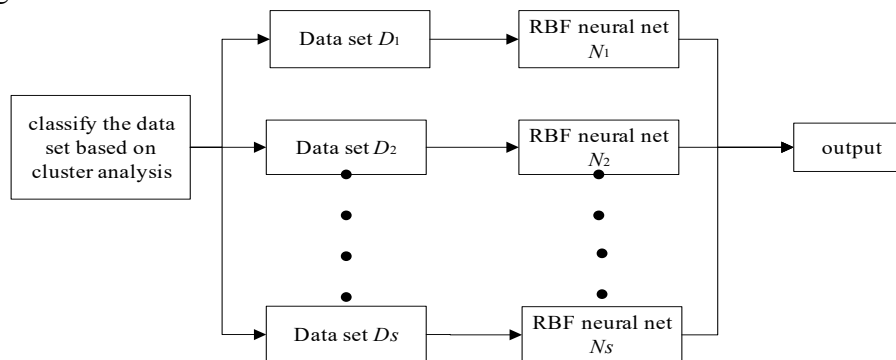 Data set D1
RBF neural net
N1
classify the data
set based on
cluster analysis
Data set D2
RBF neural net
N2
output
Data set Ds
RBF neural net
Ns